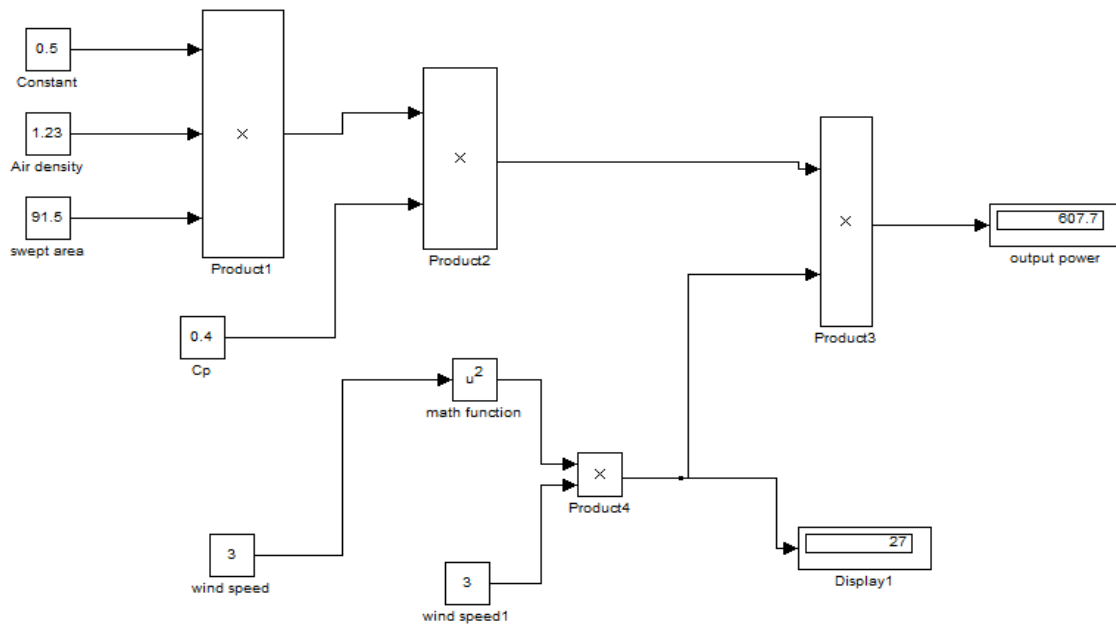 0.5
Constant
1.23
Air density
91.5
swept area
×
Product1
0.4
Cp
×
Product2
×
Product3
607.7
output power
u2
math function
×
Product4
3
wind speed
3
wind speed1
27
Display1